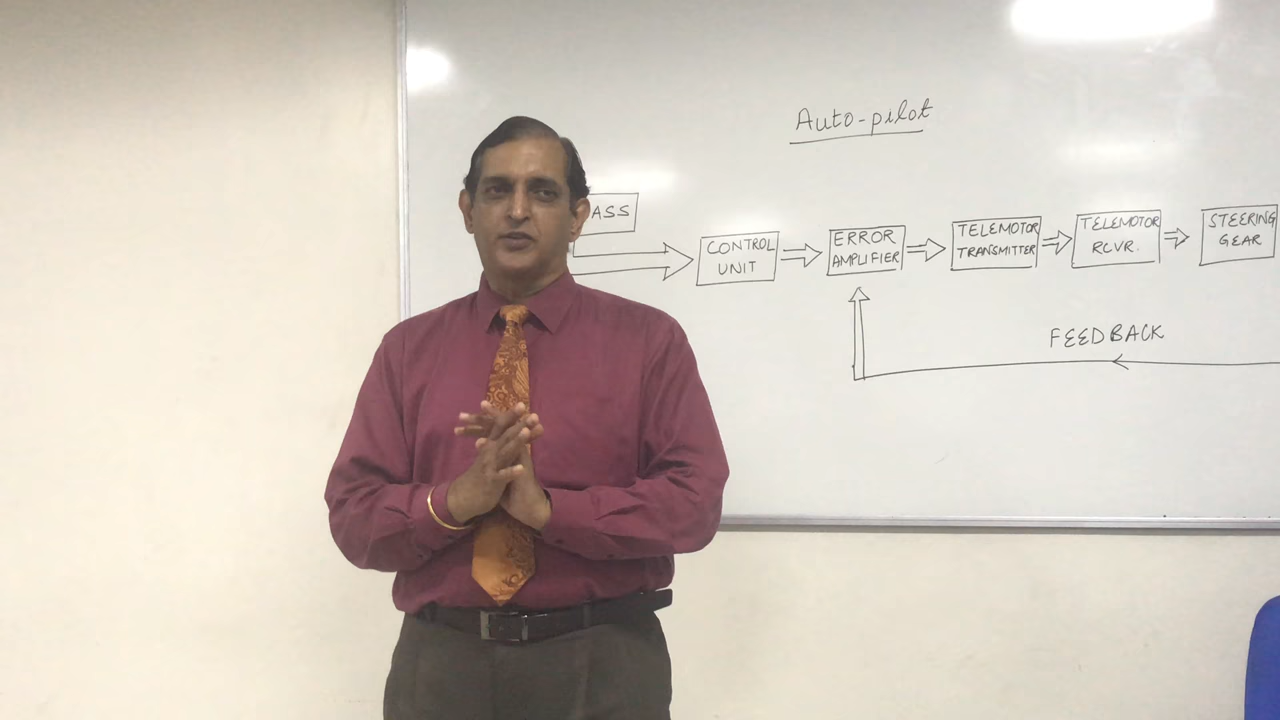 Auto-pilot
ASS
CONTROL
UNIT
ERROR
AMPLIFIER
TELEMOTOR
TRANSMITTER
TELEMOTOR
RCVR.
STEERING
GEAR
FEEDBACK